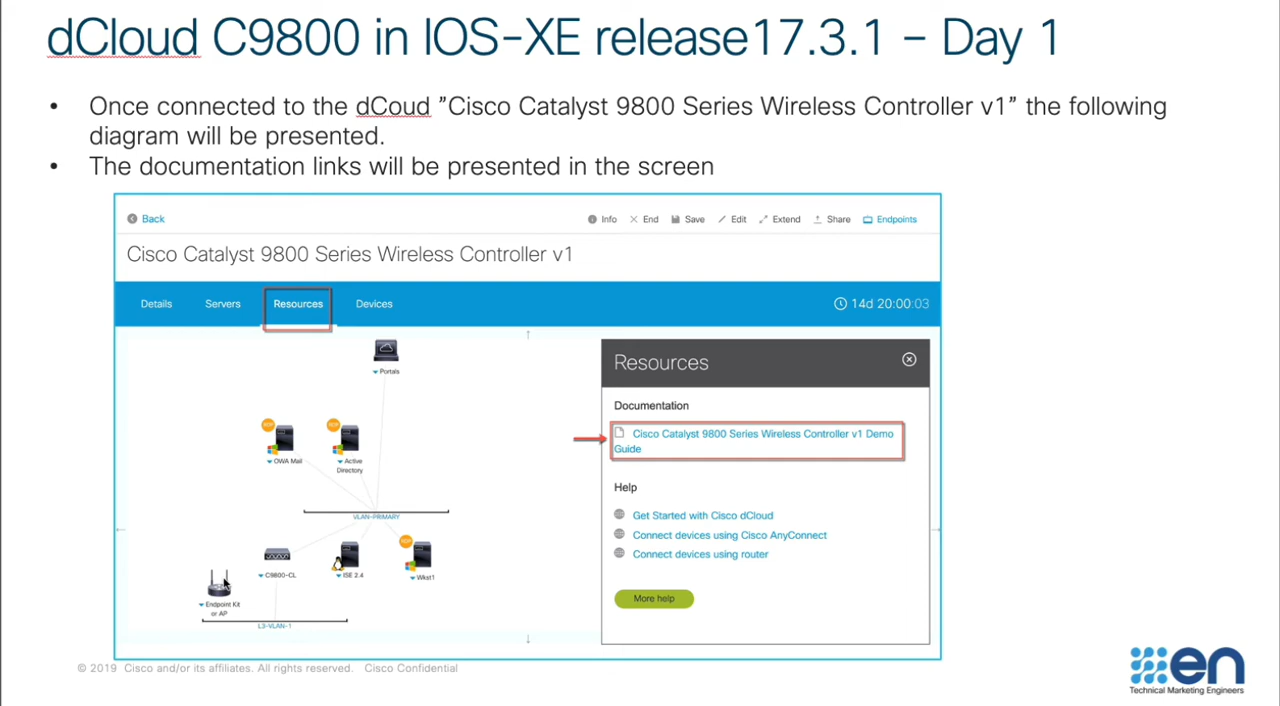 dCloud C9800 in IOS-XE release17.3.1 – Day 1
• Once connected to the dCoud ”Cisco Catalyst 9800 Series Wireless Controller v1” the following
diagram will be presented.
• The documentation links will be presented in the screen
Back
Info End Save Edit Extend Share Endpoints
Cisco Catalyst 9800 Series Wireless Controller v1
Details Servers Resources Devices 14d 20:00:03
Portals
RDP RDP
OWA Mail Active
Directory
VLAN-PRIMARY
RDP
C9800-CL ISE 2.4 Wkst1
Endpoint Kit
or AP
L3-VLAN-1
Resources
Documentation
Cisco Catalyst 9800 Series Wireless Controller v1 Demo
Guide
Help
Get Started with Cisco dCloud
Connect devices using Cisco AnyConnect
Connect devices using router
More help
© 2019 Cisco and/or its affiliates. All rights reserved. Cisco Confidential
en
Technical Marketing Engineers